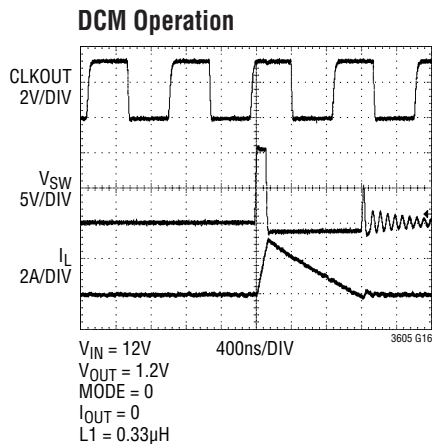 DCM Operation
CLKOUT
2V/DIV
VSW
5V/DIV
IL
2A/DIV
3605 G16
VIN = 12V
400ns/DIV
VOUT = 1.2V
MODE = 0
IOUT = 0
L1 = 0.33µH